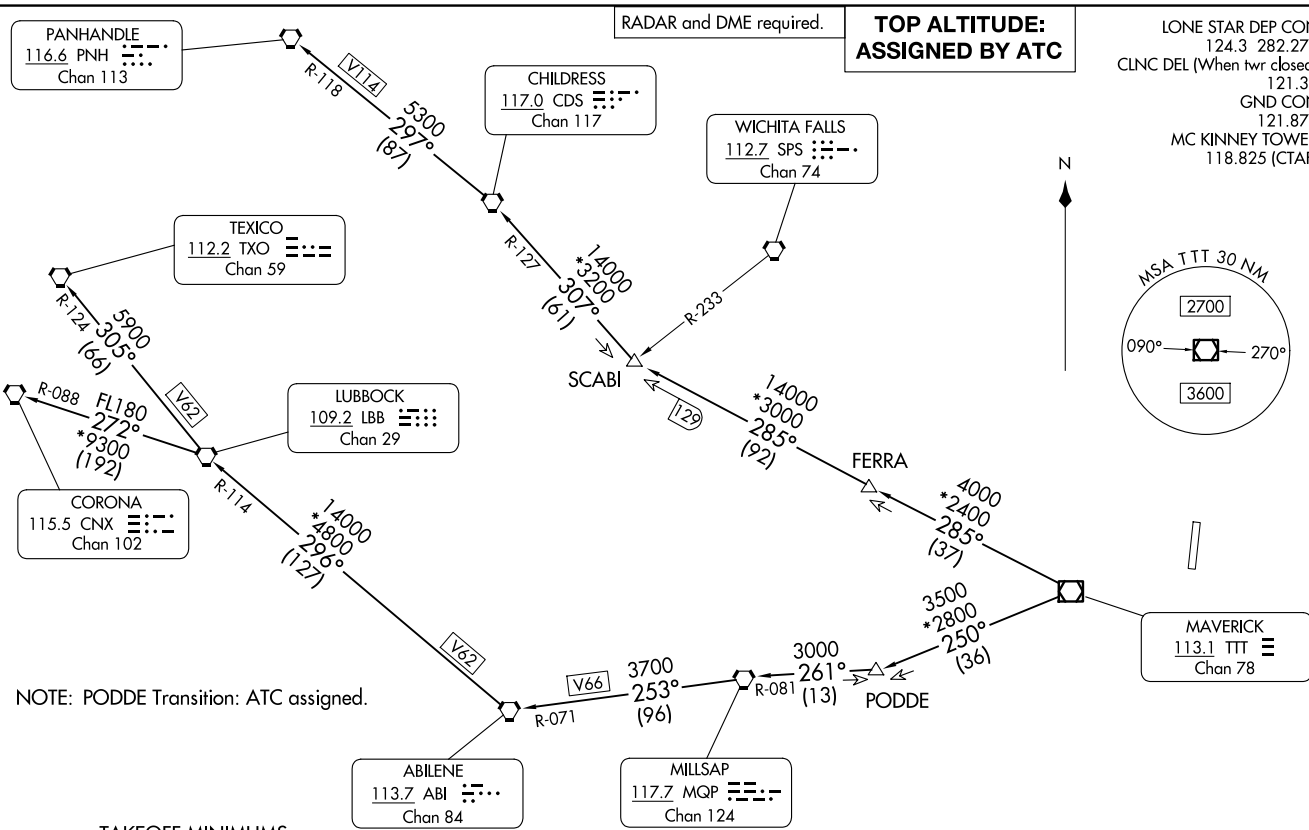 RADAR and DME required.
TOP ALTITUDE:
ASSIGNED BY ATC
LONE STAR DEP CON
124.3 282.27
CLNC DEL (When twr closed
121.3
GND CON
121.87
MC KINNEY TOWE
118.825 (CTAF
PANHANDLE
116.6 PNH
Chan 113
R-118
V114
5300
297°
(87)
CHILDRESS
117.0 CDS
Chan 117
WICHITA FALLS
112.7 SPS
Chan 74
N
MSA TTT 30 NM
2700
090°
270°
3600
TEXICO
112.2 TXO
Chan 59
R-127
14000
*3200
307°
(61)
R-233
SCABI
129
R-124
5900
305°
(66)
V62
R-088
FL180
272°
*9300
(192)
LUBBOCK
109.2 LBB
Chan 29
14000
*3000
285°
(92)
FERRA
4000
*2400
285°
(37)
CORONA
115.5 CNX
Chan 102
R-114
14000
*4800
296°
(127)
V62
3500
*2800
250°
(36)
MAVERICK
113.1 TTT
Chan 78
NOTE: PODDE Transition: ATC assigned.
V66
3700
253°
(96)
R-071
R-081
3000
261°
(13)
PODDE
ABILENE
113.7 ABI
Chan 84
MILLSAP
117.7 MQP
Chan 124
TAKEOFF MINIMUMS